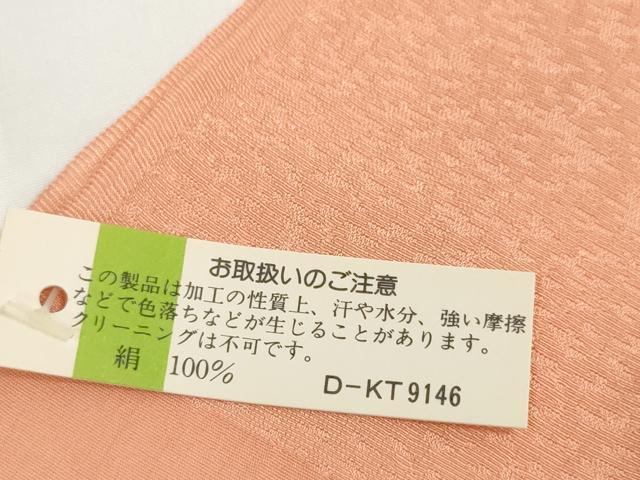 お取扱いのご注意
この製品は加工の性質上、汗や水分、強い摩擦
などで色落ちなどが生じることがあります。
クリーニングは不可です。
絹 100%
D-KT9146